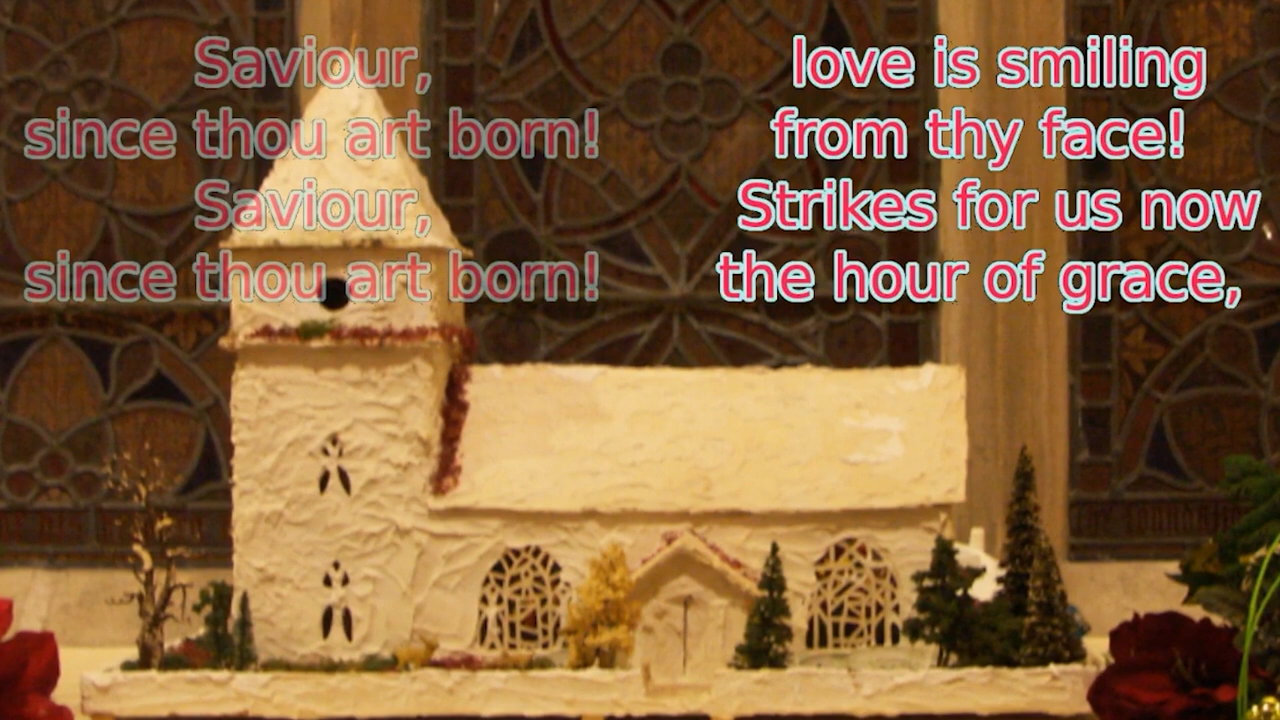 Saviour,
since thou art born!
Saviour,
since thou art born!
love is smiling
from thy face!
Strikes for us now
the hour of grace,